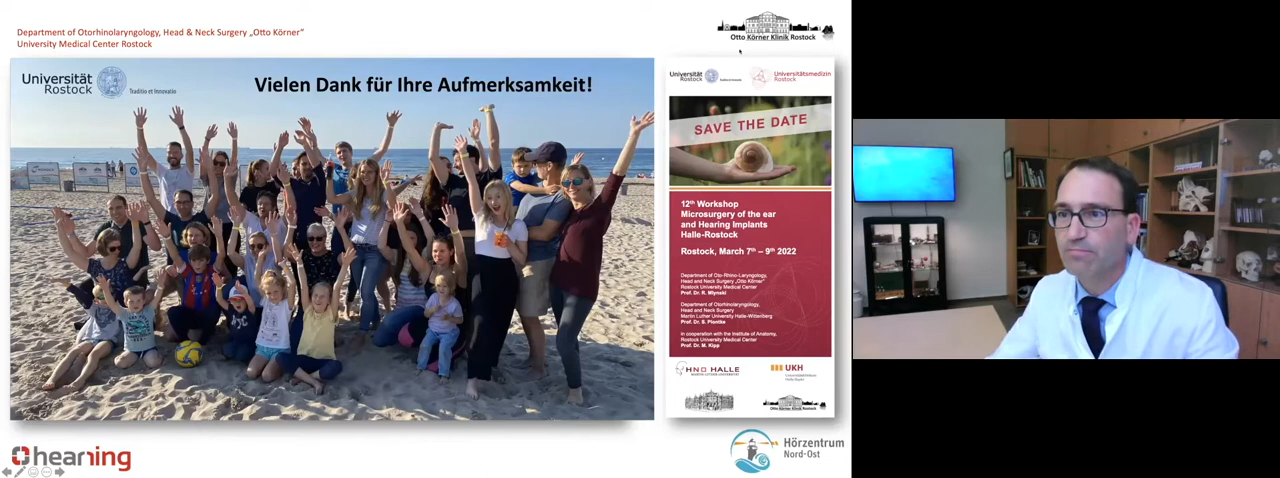 Department of Otorhinolaryngology, Head & Neck Surgery „Otto Körner"
University Medical Center Rostock
Otto Körner Klinik Rostock
Universität
Rostock
Traditio et Innovatio
Vielen Dank für Ihre Aufmerksamkeit!
Universität
Rostock
Universitätsmedizin
Rostock
SAVE THE DATE
12th Workshop
Microsurgery of the ear
and Hearing Implants
Halle-Rostock
Rostock, March 7th – 9th 2022
Department of Oto-Rhino-Laryngology,
Head and Neck Surgery „Otto Körner"
Rostock University Medical Center
Prof. Dr. R. Mlynski
Department of Otorhinolaryngology,
Head and Neck Surgery
Martin Luther University Halle-Wittenberg
Prof. Dr. S. Plontke
in cooperation with the Institute of Anatomy,
Rostock University Medical Center
Prof. Dr. M. Kipp
HNO HALLE
MARTIN-LUTHER-UNIVERSITÄT
UKH
Otto Körner Klinik Rostock
hearring
Hörzentrum
Nord-Ost